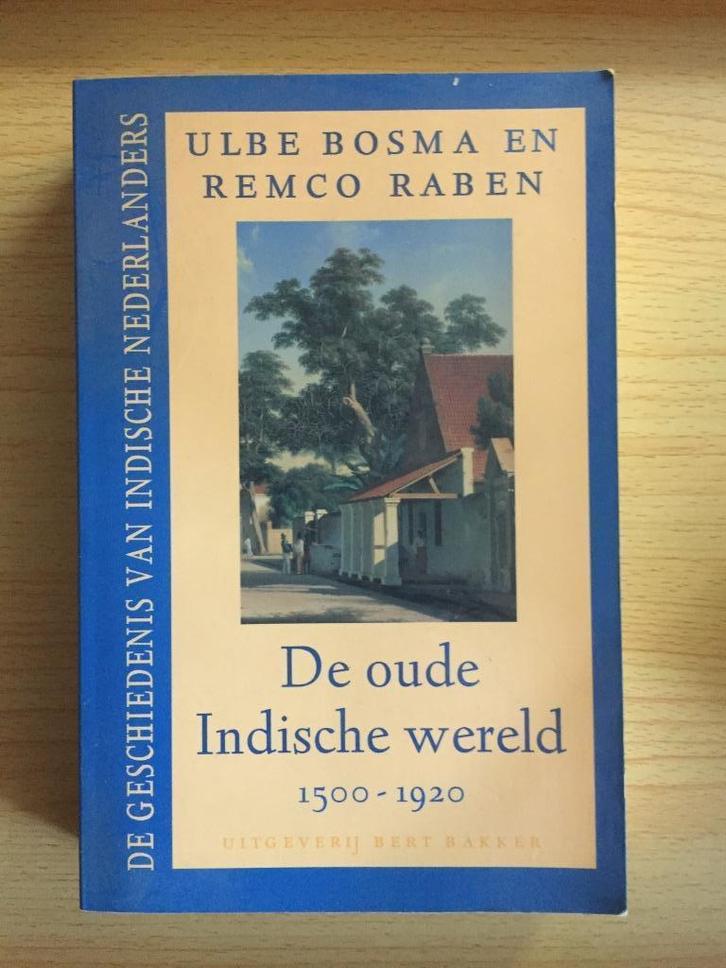 DE GESCHIEDENIS VAN INDISCHE NEDERLANDERS
ULBE BOSMA EN
REMCO RABEN
De oude
Indische wereld
1500-1920
UITGEVERIJ BERT BAKKER